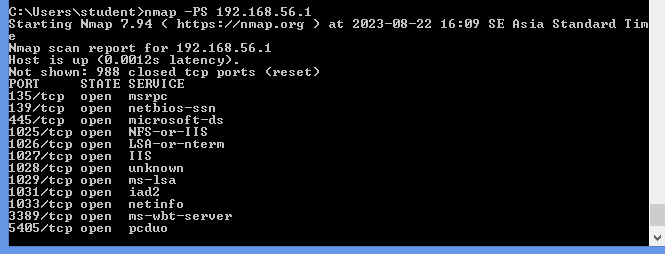 C:\Users\student>nmap -PS 192.168.56.1
Starting Nmap 7.94 ( https://nmap.org ) at 2023-08-22 16:09 SE Asia Standard Tim
e
Nmap scan report for 192.168.56.1
Host is up (0.0012s latency).
Not shown: 988 closed tcp ports (reset)
PORT     STATE SERVICE
135/tcp  open  msrpc
139/tcp  open  netbios-ssn
445/tcp  open  microsoft-ds
1025/tcp open  NFS-or-IIS
1026/tcp open  LSA-or-nterm
1027/tcp open  IIS
1028/tcp open  unknown
1029/tcp open  ms-lsa
1031/tcp open  iad2
1033/tcp open  netinfo
3389/tcp open  ms-wbt-server
5405/tcp open  pcduo